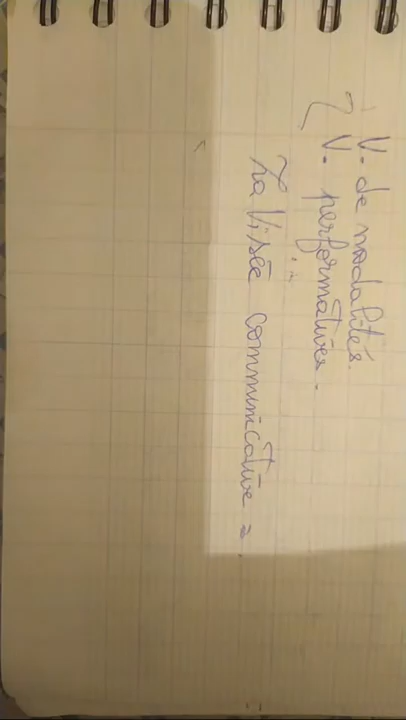 V. de modalités.
V. performatives.
La Visée communicative =